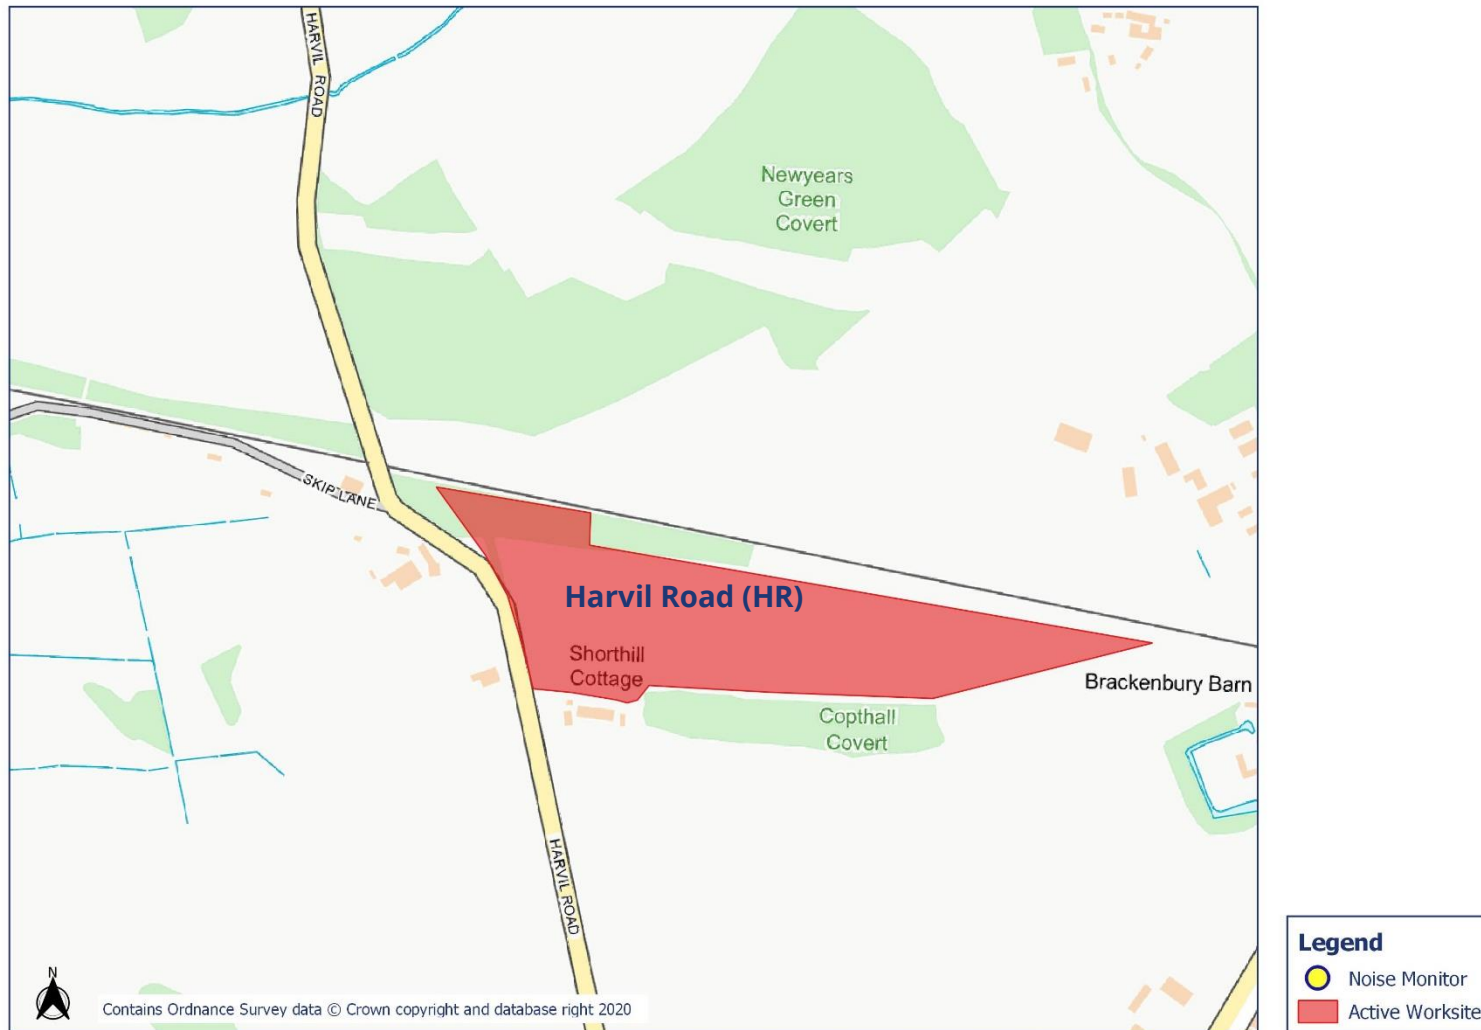 HARVIL ROAD
Newyears
Green
Covert
SKIP LANE
Harvil Road (HR)
Shorthill
Cottage
Brackenbury Barn
Copthall
Covert
HARVIL ROAD
N
Contains Ordnance Survey data © Crown copyright and database right 2020
Legend
Noise Monitor
Active Worksite